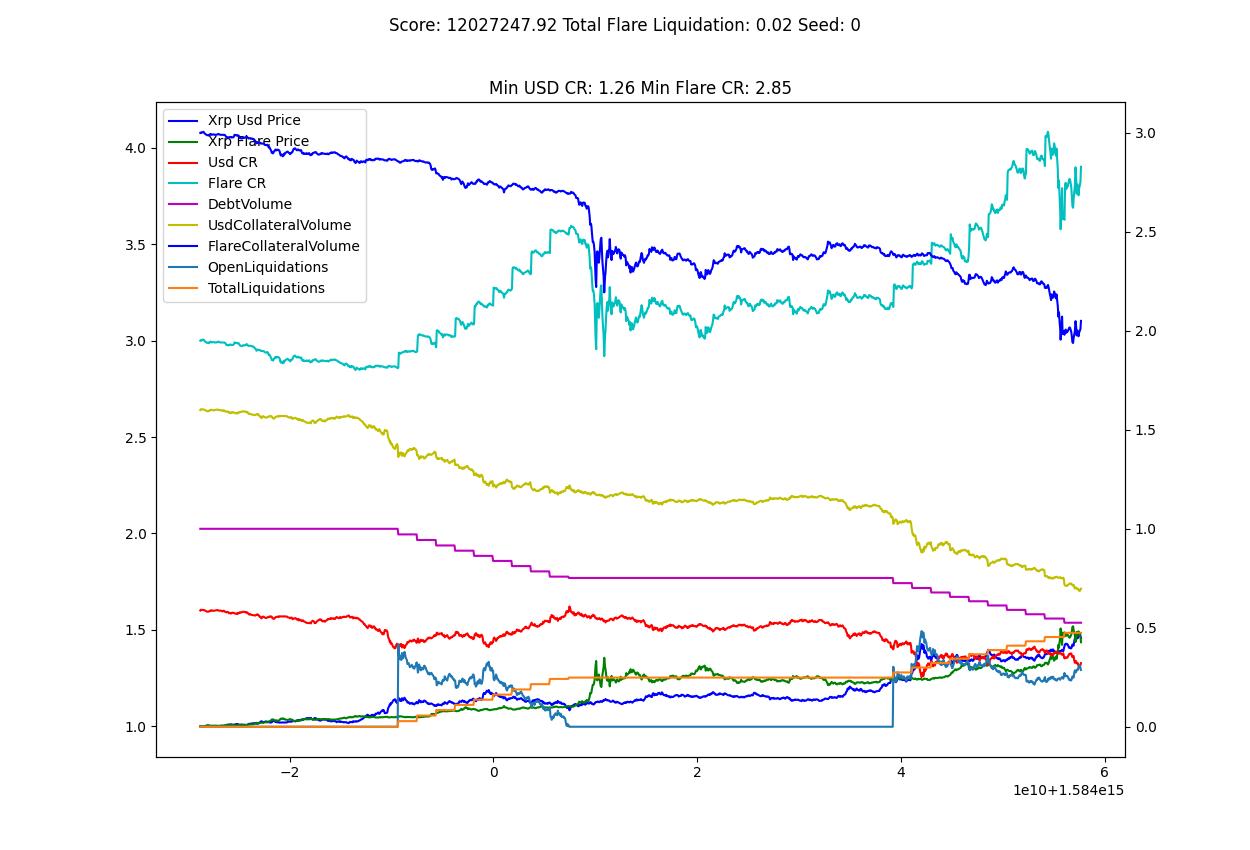 Score: 12027247.92 Total Flare Liquidation: 0.02 Seed: 0
Min USD CR: 1.26 Min Flare CR: 2.85
Xrp Usd Price
Xrp Flare Price
Usd CR
Flare CR
DebtVolume
UsdCollateralVolume
FlareCollateralVolume
OpenLiquidations
TotalLiquidations
4.0
3.5
3.0
2.5
2.0
1.5
1.0
3.0
2.5
2.0
1.5
1.0
0.5
0.0
−2 0 2 4 6
1e10+1.584e15